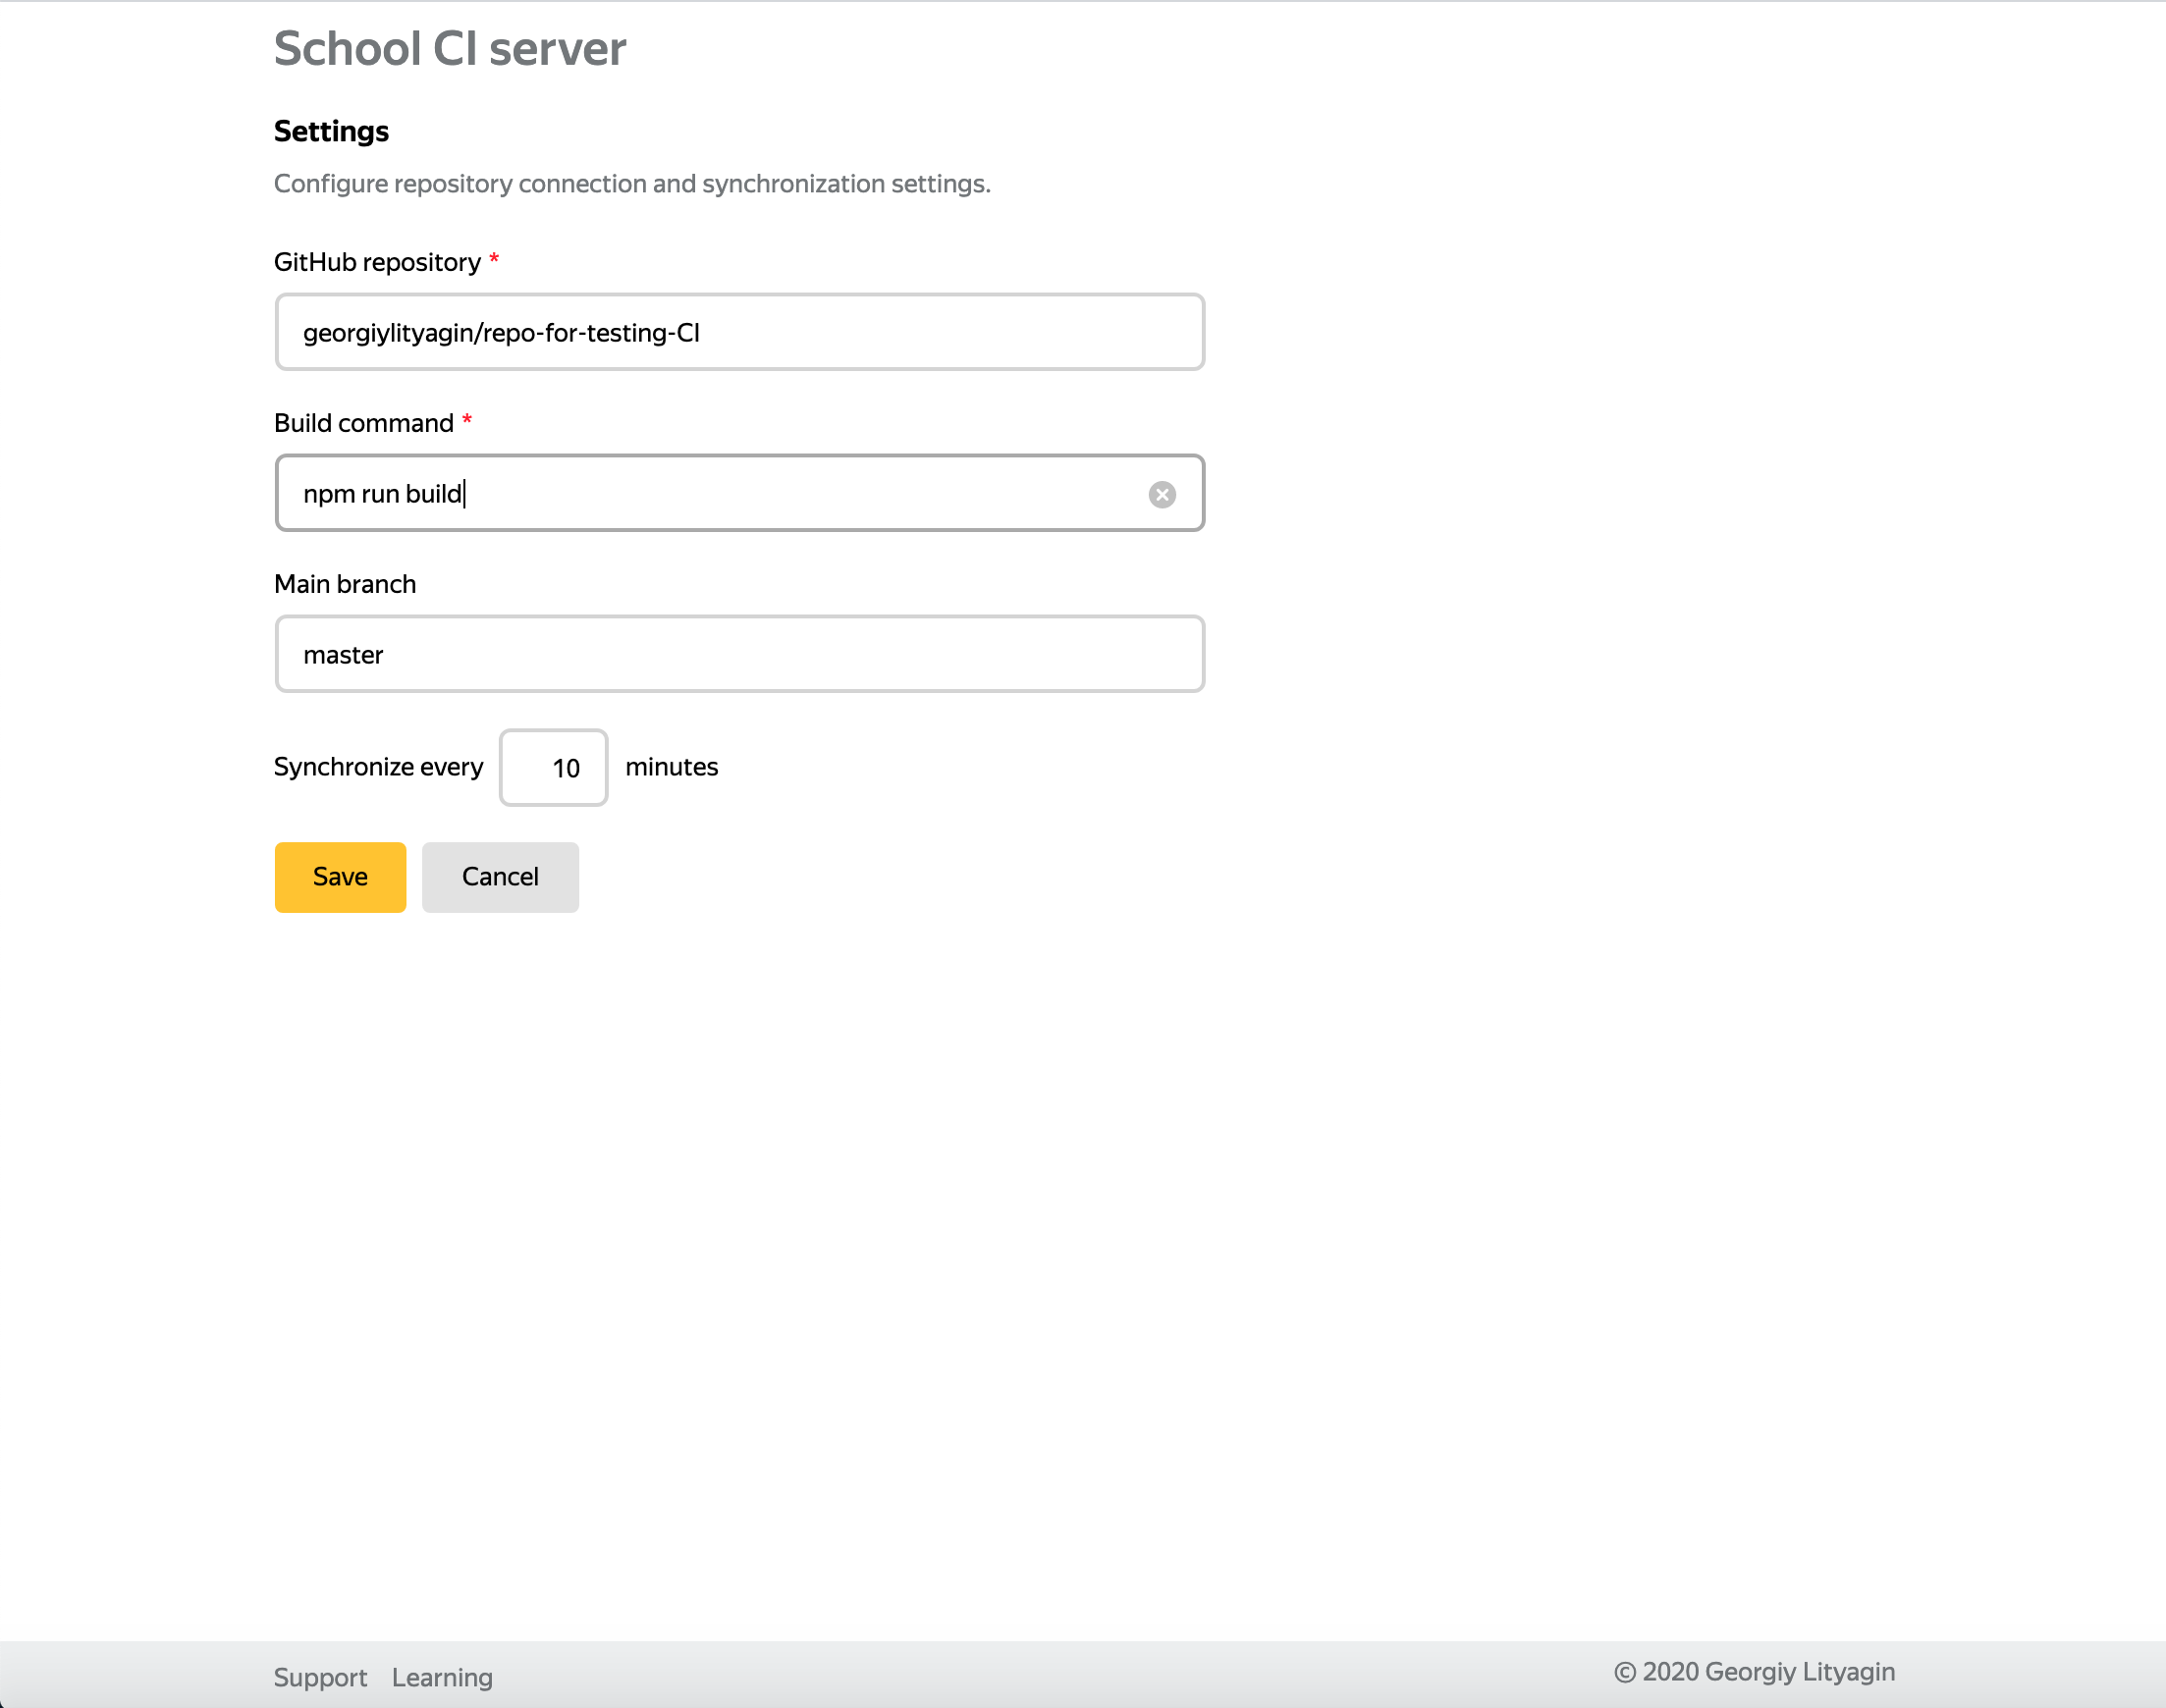 School CI server
Settings
Configure repository connection and synchronization settings.
GitHub repository *
georgiylityagin/repo-for-testing-CI
Build command *
npm run build
Main branch
master
Synchronize every 10 minutes
Save Cancel
Support Learning © 2020 Georgiy Lityagin